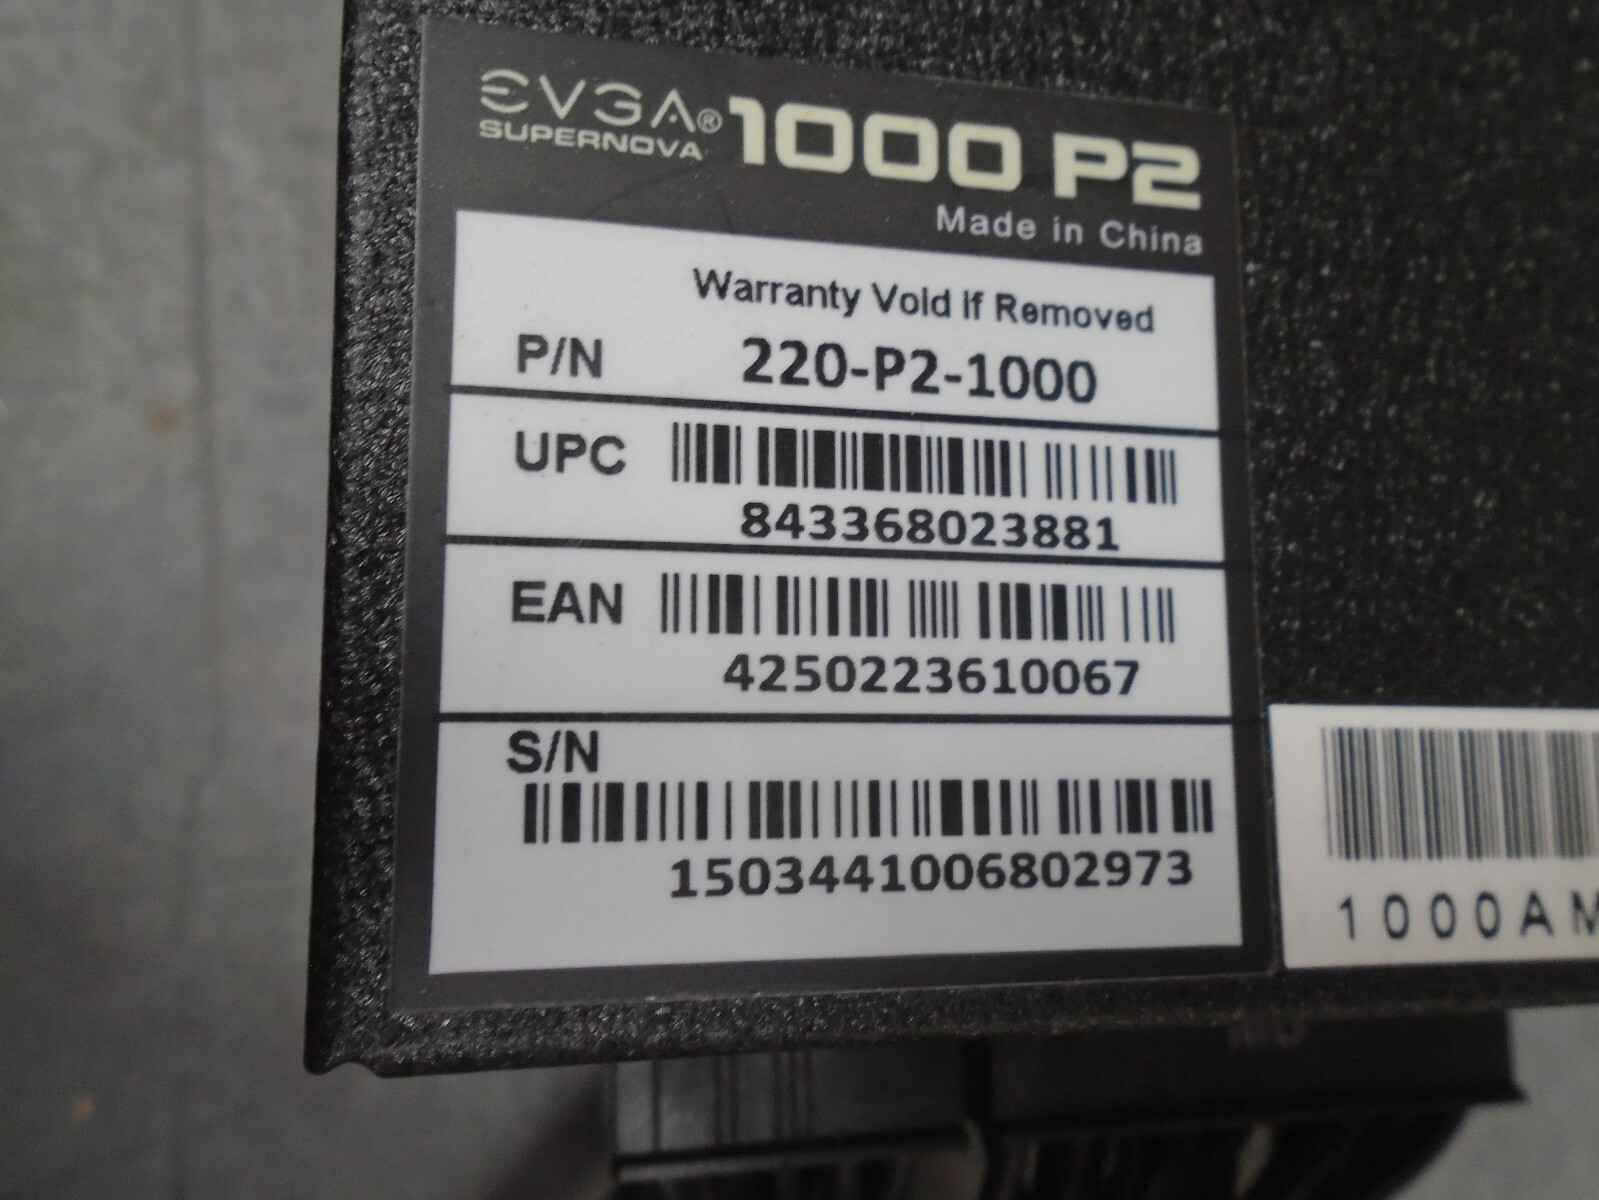 EVGA® 1000 P2
SUPERNOVA
Made in China
Warranty Void If Removed
P/N 220-P2-1000
UPC
843368023881
EAN
4250223610067
S/N
1503441006802973
1000AM